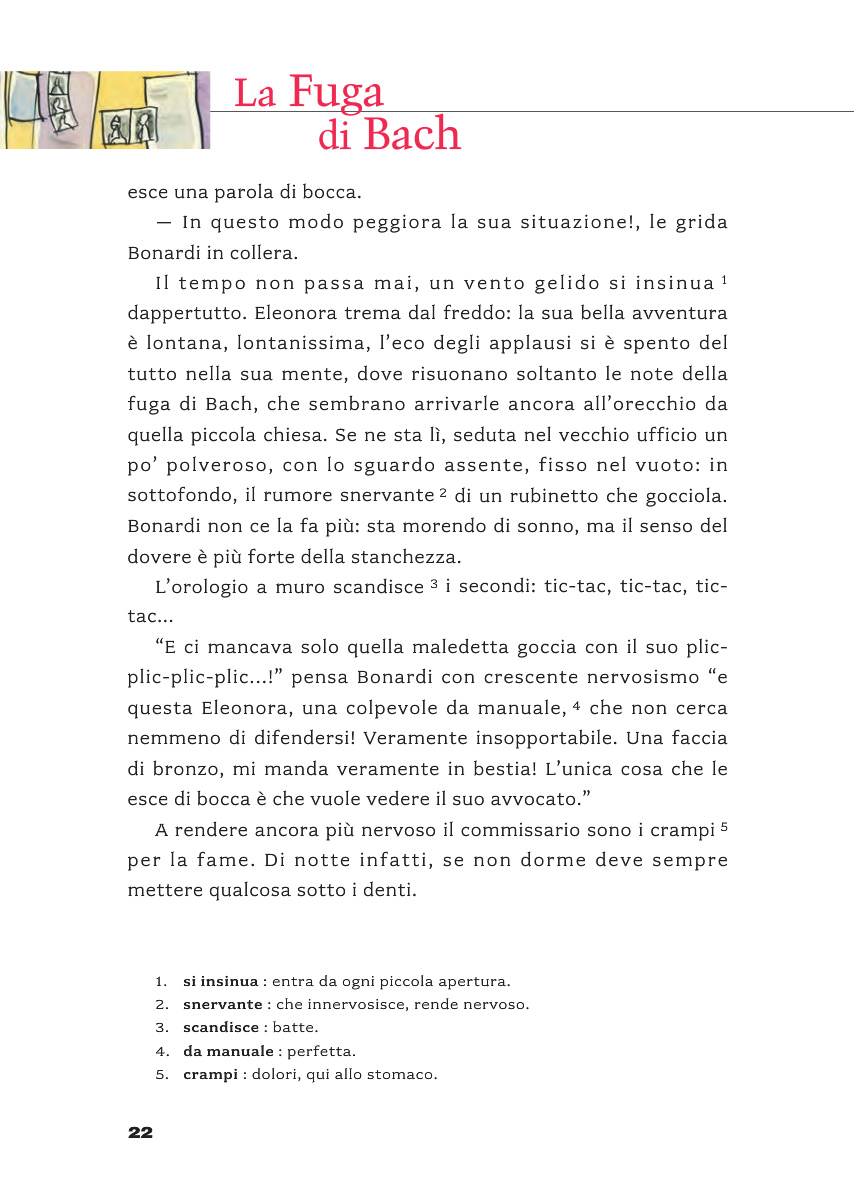 La Fuga
di Bach
esce una parola di bocca.
— In questo modo peggiora la sua situazione!, le grida
Bonardi in collera.
Il tempo non passa mai, un vento gelido si insinua 1
dappertutto. Eleonora trema dal freddo: la sua bella avventura
è lontana, lontanissima, l’eco degli applausi si è spento del
tutto nella sua mente, dove risuonano soltanto le note della
fuga di Bach, che sembrano arrivarle ancora all’orecchio da
quella piccola chiesa. Se ne sta lì, seduta nel vecchio ufficio un
po’ polveroso, con lo sguardo assente, fisso nel vuoto: in
sottofondo, il rumore snervante 2 di un rubinetto che gocciola.
Bonardi non ce la fa più: sta morendo di sonno, ma il senso del
dovere è più forte della stanchezza.
L’orologio a muro scandisce 3 i secondi: tic-tac, tic-tac, tic-
tac...
“E ci mancava solo quella maledetta goccia con il suo plic-
plic-plic-plic...!” pensa Bonardi con crescente nervosismo “e
questa Eleonora, una colpevole da manuale, 4 che non cerca
nemmeno di difendersi! Veramente insopportabile. Una faccia
di bronzo, mi manda veramente in bestia! L’unica cosa che le
esce di bocca è che vuole vedere il suo avvocato.”
A rendere ancora più nervoso il commissario sono i crampi 5
per la fame. Di notte infatti, se non dorme deve sempre
mettere qualcosa sotto i denti.
1. si insinua : entra da ogni piccola apertura.
2. snervante : che innervosisce, rende nervoso.
3. scandisce : batte.
4. da manuale : perfetta.
5. crampi : dolori, qui allo stomaco.
22